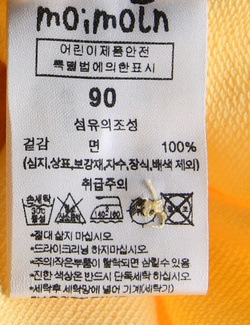 moimoln
어린이제품안전
특별법에의한표시
90
섬유의조성
겉감 면 100%
(심지,상표,보강재,자수,장식,배색 제외)
취급주의
손세탁
30℃
중성
*절대 삶지 마십시오.
*드라이크리닝 하지마십시오.
*주의)작은부품이 탈락되면 삼킬수 있음
*진한 색상은 반드시 단독세탁 하십시오
*세탁후 세탁망에 넣어 기계(세탁기)